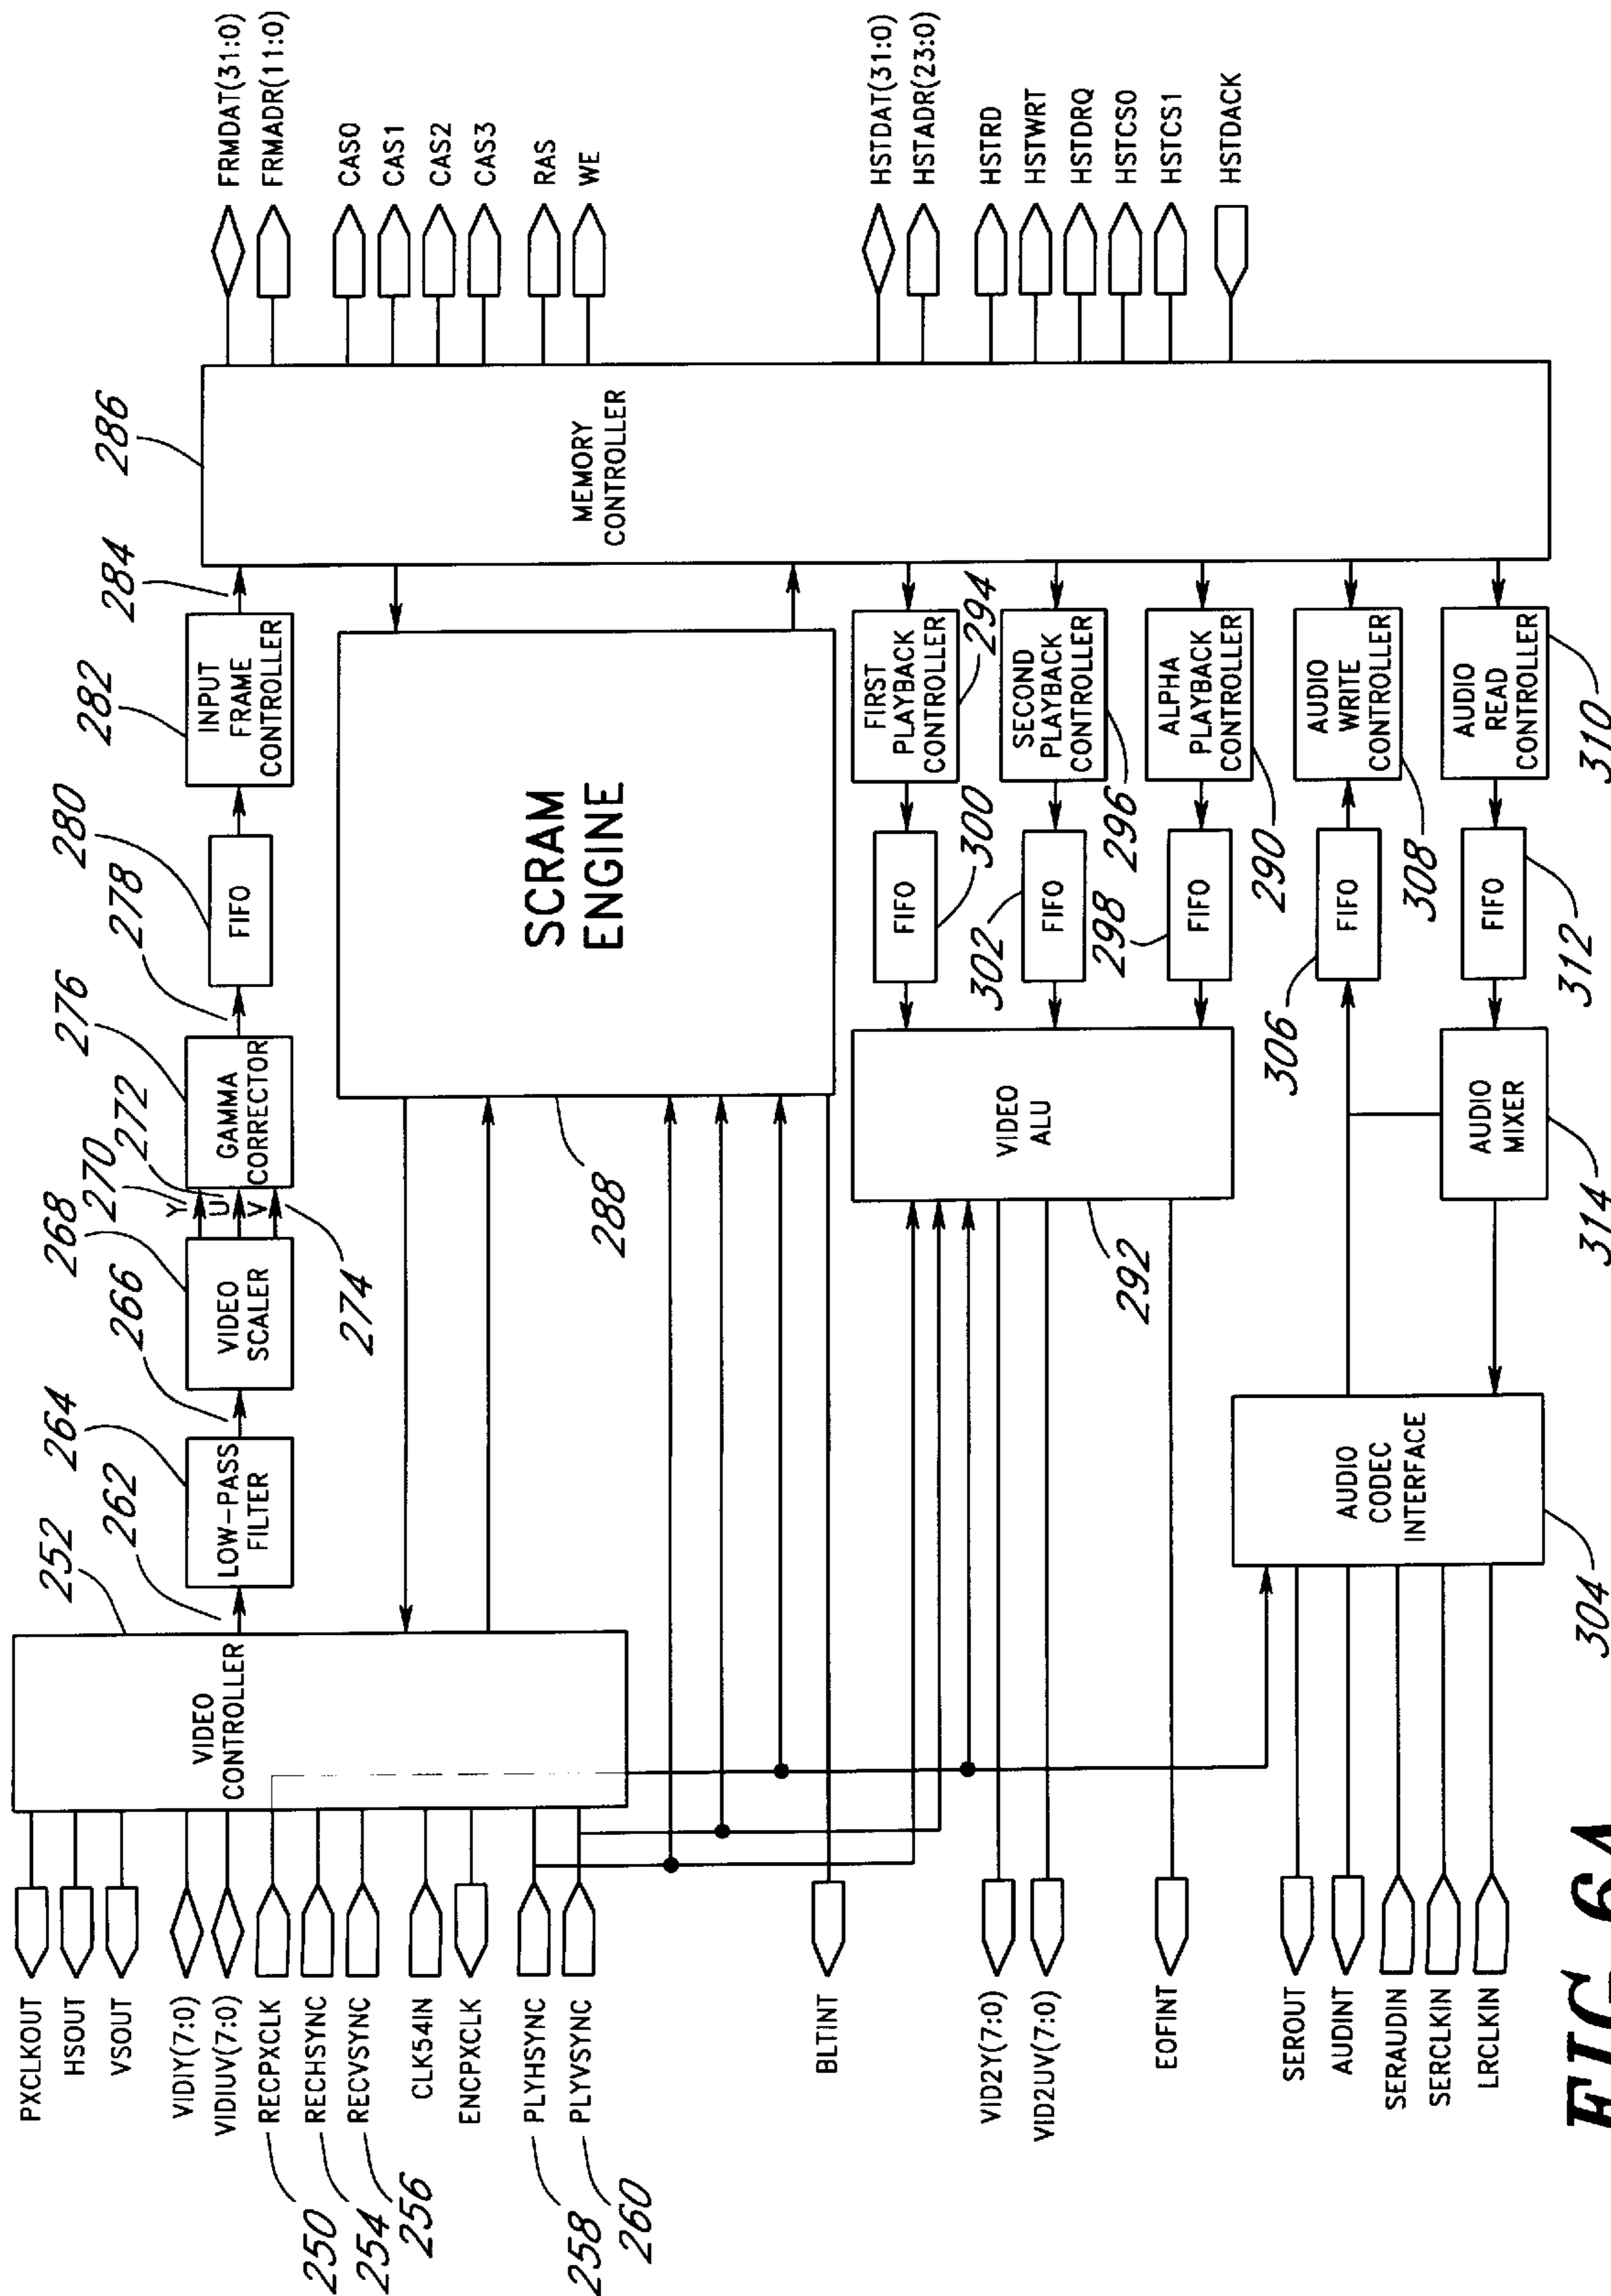 PXCLKOUT
HSOUT
VSOUT
VIDIY(7:0)
VIDIUV(7:0)
RECPXCLK
RECHSYNC
RECVSYNC
CLK54IN
ENCPXCLK
PLYHSYNC
PLYVSYNC
250
254
256
258
260
BLTINT
VID2Y(7:0)
VID2UV(7:0)
EOFINT
SEROUT
AUDINT
SERAUDIN
SERCLKIN
LRCLKIN
252
VIDEO
CONTROLLER
262
264
LOW-PASS
FILTER
266
268
VIDEO
SCALER
270
Y
272
U
V
274
276
GAMMA
CORRECTOR
278
280
FIFO
282
INPUT
FRAME
CONTROLLER
284
286
MEMORY
CONTROLLER
SCRAM
ENGINE
288
VIDEO
ALU
292
FIFO
300
FIRST
PLAYBACK
CONTROLLER
294
FIFO
302
SECOND
PLAYBACK
CONTROLLER
296
FIFO
298
ALPHA
PLAYBACK
CONTROLLER
290
AUDIO
CODEC
INTERFACE
304
FIFO
306
AUDIO
WRITE
CONTROLLER
308
AUDIO
MIXER
314
FIFO
312
AUDIO
READ
CONTROLLER
310
FRMDAT(31:0)
FRMADR(11:0)
CAS0
CAS1
CAS2
CAS3
RAS
WE
HSTDAT(31:0)
HSTADR(23:0)
HSTRD
HSTWRT
HSTDRQ
HSTCS0
HSTCS1
HSTDACK
FIG. 6A